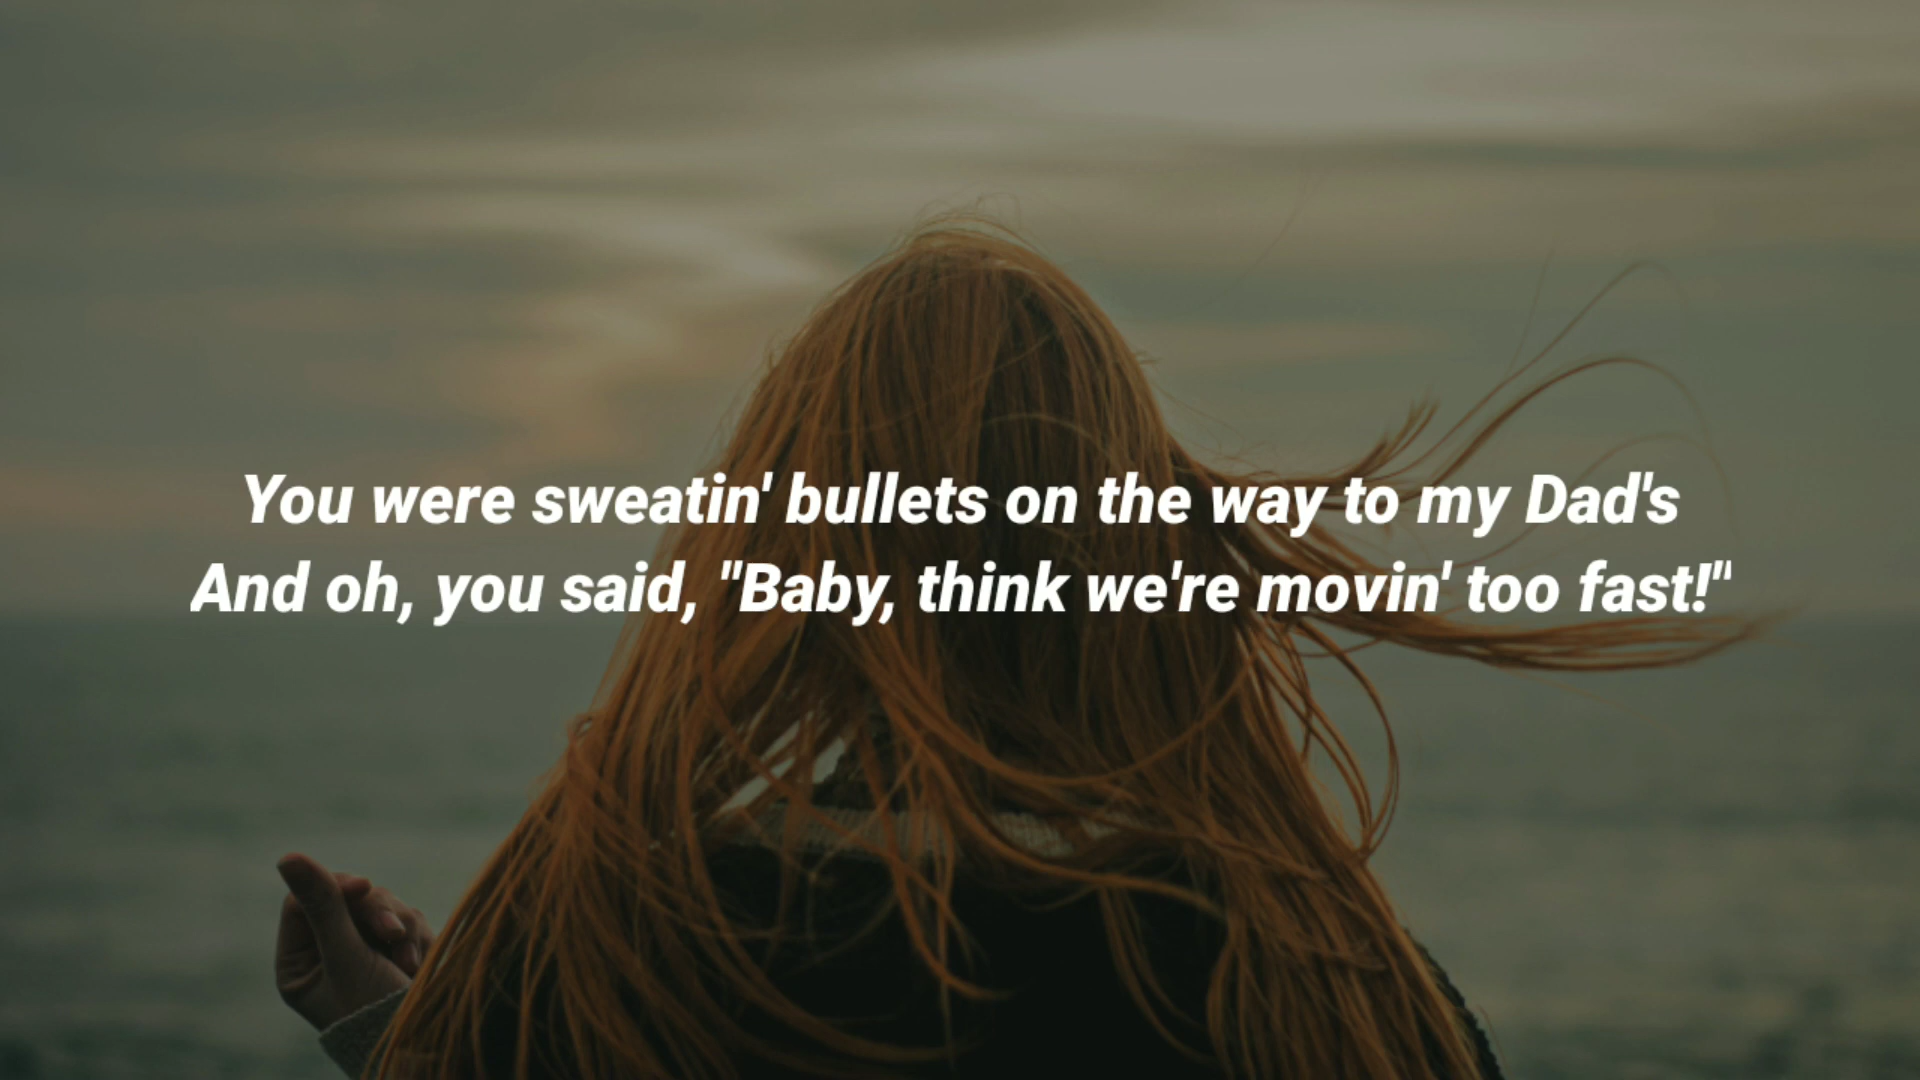 You were sweatin' bullets on the way to my Dad's
And oh, you said, "Baby, think we're movin' too fast!"